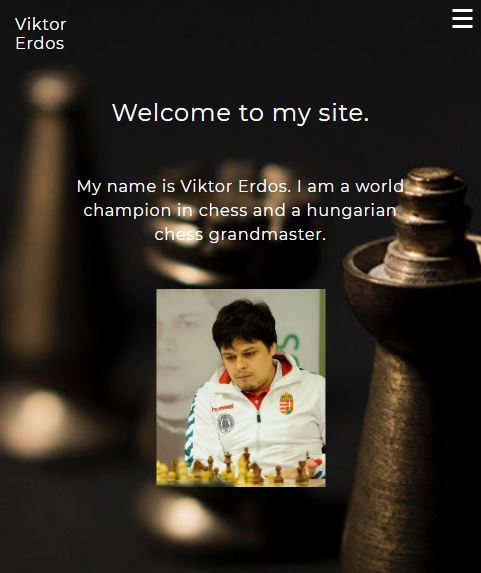 Viktor
Erdos
Welcome to my site.
My name is Viktor Erdos. I am a world
champion in chess and a hungarian
chess grandmaster.
hummel